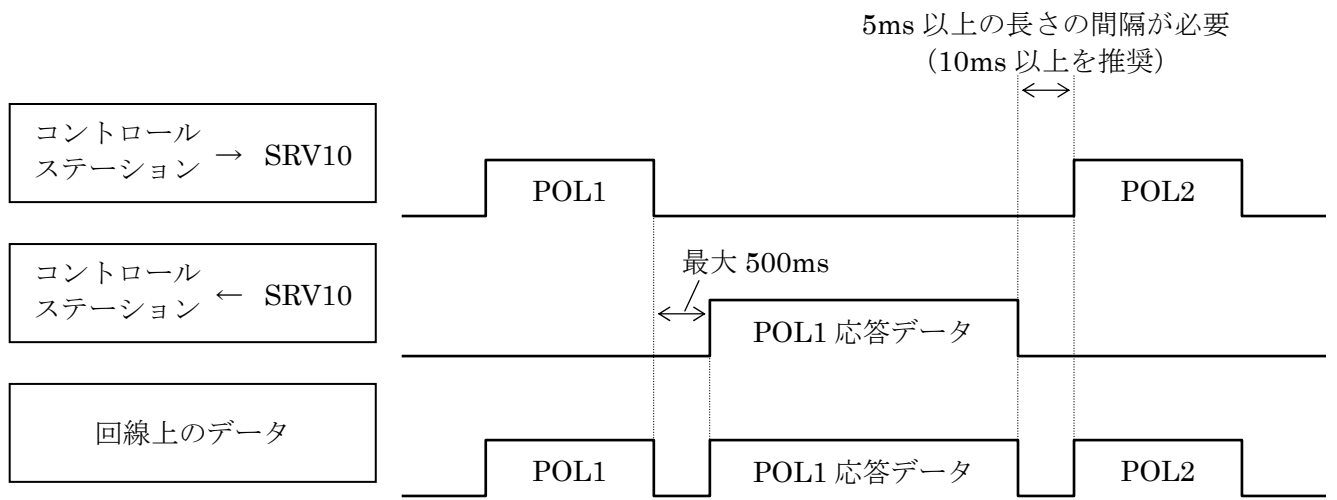 5ms 以上の長さの間隔が必要
（10ms 以上を推奨）
コントロール
ステーション → SRV10
POL1
POL2
コントロール
ステーション ← SRV10
最大 500ms
POL1 応答データ
回線上のデータ
POL1
POL1 応答データ
POL2